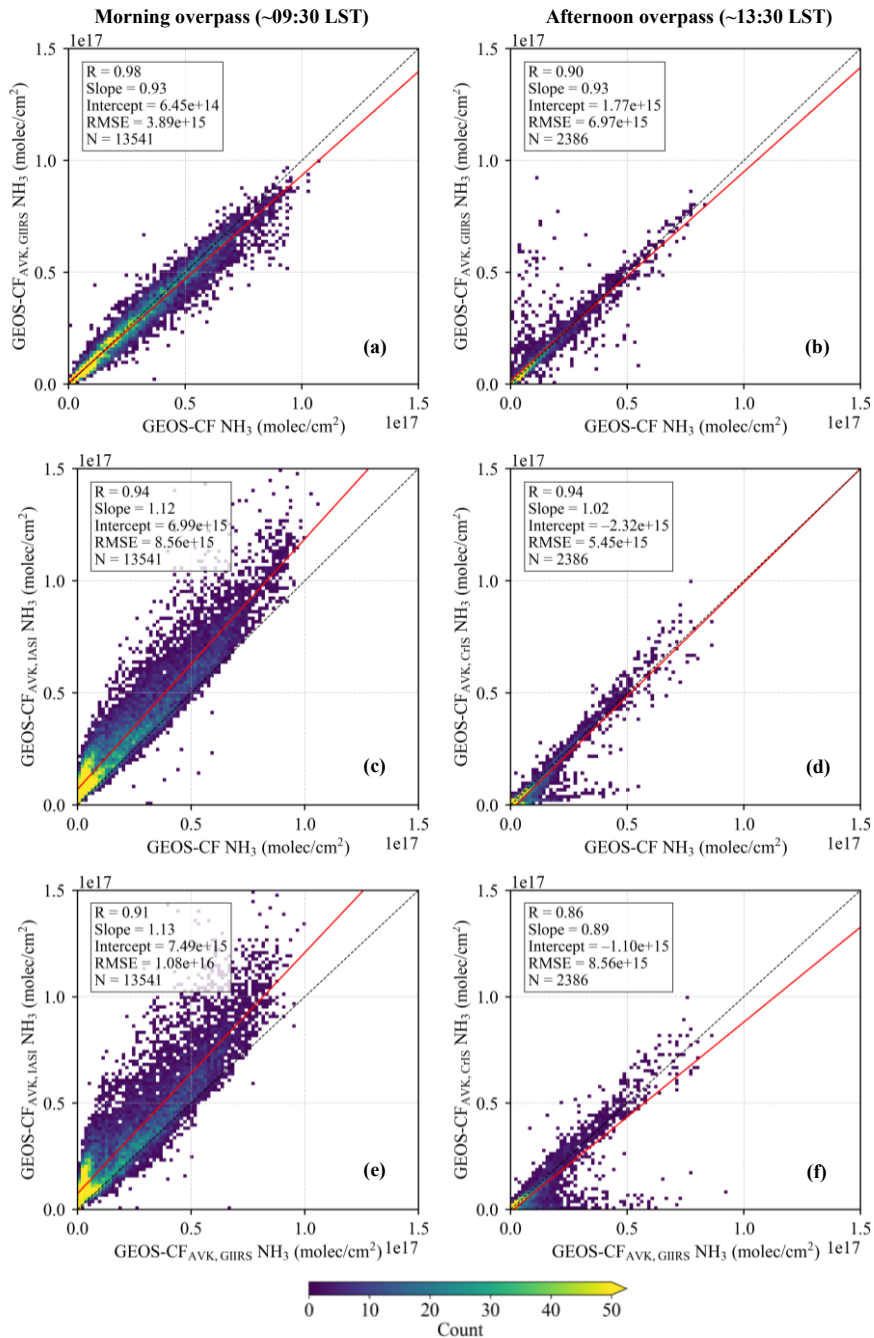 Morning overpass (~09:30 LST)
Afternoon overpass (~13:30 LST)
1e17
R = 0.98
Slope = 0.93
Intercept = 6.45e+14
RMSE = 3.89e+15
N = 13541
1.5
1.0
0.5
0.0
GEOS-CF_AVK, GIIRS NH₃ (molec/cm²)
(a)
0.0 0.5 1.0 1.5
GEOS-CF NH₃ (molec/cm²)
1e17
1e17
R = 0.90
Slope = 0.93
Intercept = 1.77e+15
RMSE = 6.97e+15
N = 2386
1.5
1.0
0.5
0.0
GEOS-CF_AVK, GIIRS NH₃ (molec/cm²)
(b)
0.0 0.5 1.0 1.5
GEOS-CF NH₃ (molec/cm²)
1e17
1e17
R = 0.94
Slope = 1.12
Intercept = 6.99e+15
RMSE = 8.56e+15
N = 13541
1.5
1.0
0.5
0.0
GEOS-CF_AVK, IASI NH₃ (molec/cm²)
(c)
0.0 0.5 1.0 1.5
GEOS-CF NH₃ (molec/cm²)
1e17
1e17
R = 0.94
Slope = 1.02
Intercept = −2.32e+15
RMSE = 5.45e+15
N = 2386
1.5
1.0
0.5
0.0
GEOS-CF_AVK, CrIS NH₃ (molec/cm²)
(d)
0.0 0.5 1.0 1.5
GEOS-CF NH₃ (molec/cm²)
1e17
1e17
R = 0.91
Slope = 1.13
Intercept = 7.49e+15
RMSE = 1.08e+16
N = 13541
1.5
1.0
0.5
0.0
GEOS-CF_AVK, IASI NH₃ (molec/cm²)
(e)
0.0 0.5 1.0 1.5
GEOS-CF_AVK, GIIRS NH₃ (molec/cm²)
1e17
1e17
R = 0.86
Slope = 0.89
Intercept = −1.10e+15
RMSE = 8.56e+15
N = 2386
1.5
1.0
0.5
0.0
GEOS-CF_AVK, CrIS NH₃ (molec/cm²)
(f)
0.0 0.5 1.0 1.5
GEOS-CF_AVK, GIIRS NH₃ (molec/cm²)
1e17
0 10 20 30 40 50
Count